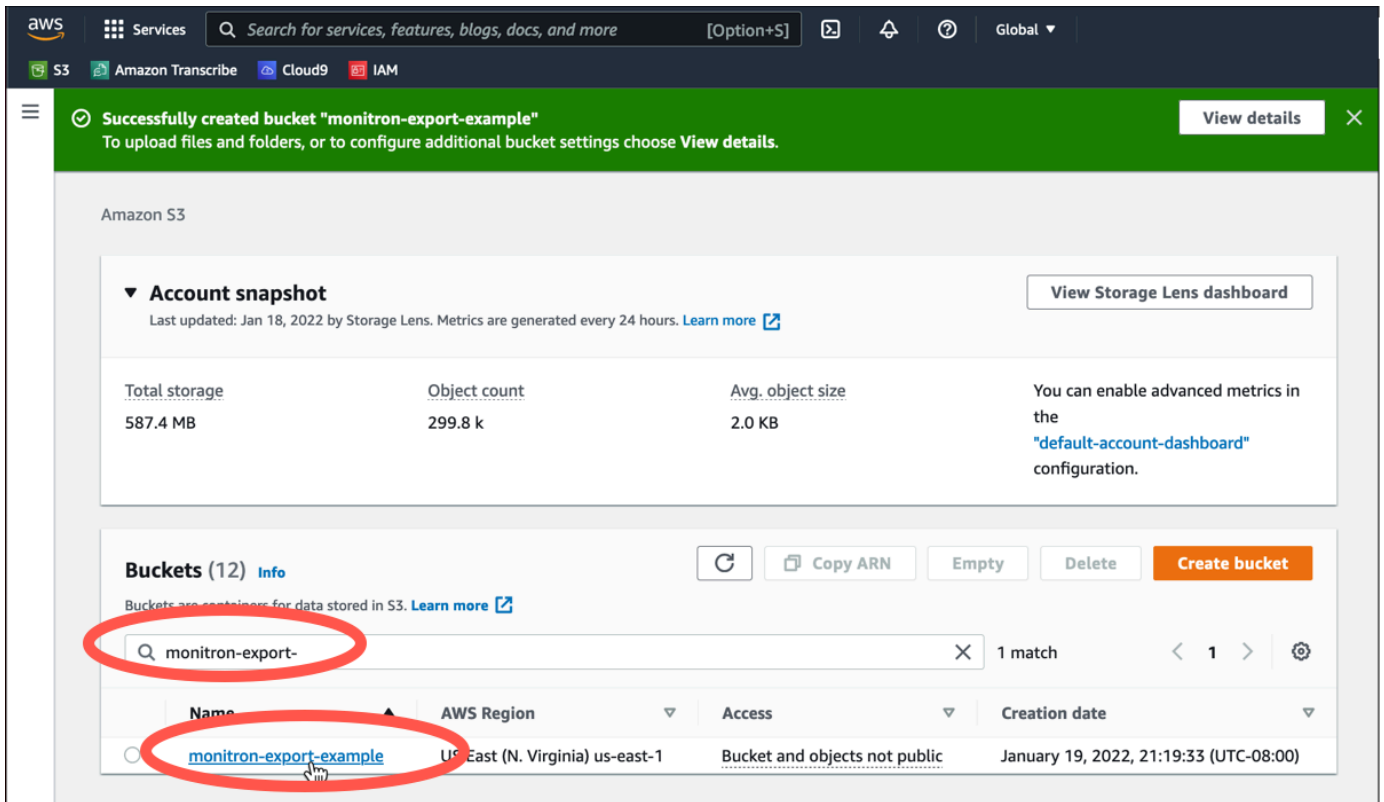 aws
Services
Search for services, features, blogs, docs, and more [Option+S]
Global ▼
S3 Amazon Transcribe Cloud9 IAM
Successfully created bucket "monitron-export-example"
To upload files and folders, or to configure additional bucket settings choose View details.
View details
Amazon S3
▼ Account snapshot
Last updated: Jan 18, 2022 by Storage Lens. Metrics are generated every 24 hours. Learn more
View Storage Lens dashboard
Total storage
587.4 MB
Object count
299.8 k
Avg. object size
2.0 KB
You can enable advanced metrics in
the
"default-account-dashboard"
configuration.
Buckets (12) Info
Copy ARN
Empty
Delete
Create bucket
Buckets are containers for data stored in S3. Learn more
monitron-export-
1 match
1
Name AWS Region Access Creation date
monitron-export-example US East (N. Virginia) us-east-1 Bucket and objects not public January 19, 2022, 21:19:33 (UTC-08:00)